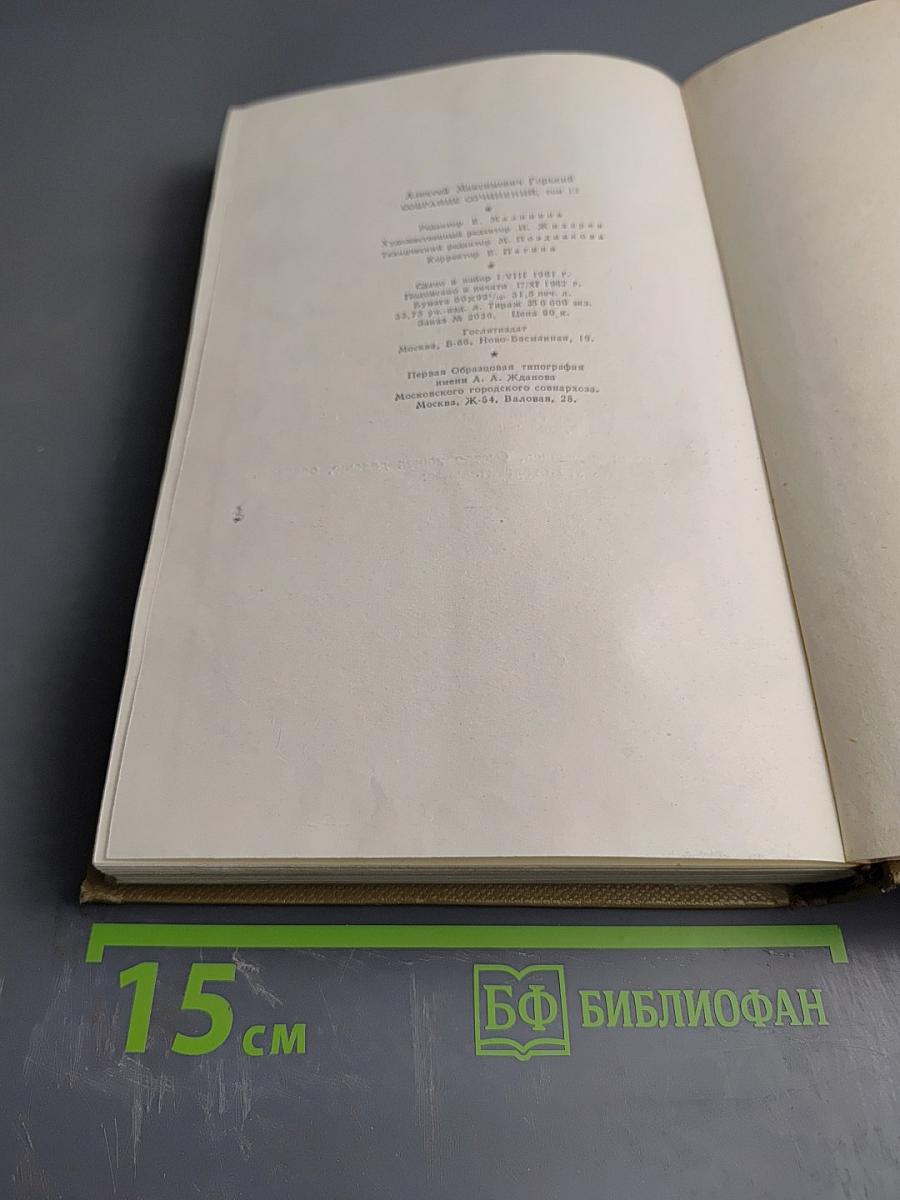 Алексей Максимович Горький
СОБРАНИЕ СОЧИНЕНИЙ, том 12
*
Редактор Е. Малинина
Художественный редактор И. Жихарев
Технический редактор М. Позднякова
Корректор
*
Сдано в набор 1/VIII 1961 г.
Подписано к печати 17/XI 1962 г.
Бумага 60×92¹/₁₆. 31,5 печ. л.
33,73 уч.-изд. л. Тираж 350 000 экз.
Заказ № 2036. Цена 90 к.
Гослитиздат
Москва, Б-66, Ново-Басманная, 19.
*
Первая Образцовая типография
имени А. А. Жданова
Московского городского совнархоза.
Москва, Ж-54, Валовая, 28.
15 см
БФ БИБЛИОФАН